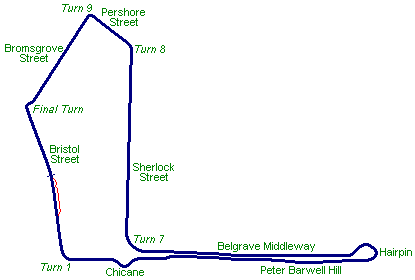 Turn 9
Pershore
Street
Bromsgrove
Street
Turn 8
Final Turn
Bristol
Street
Sherlock
Street
Turn 7
Belgrave Middleway
Hairpin
Turn 1
Chicane
Peter Barwell Hill